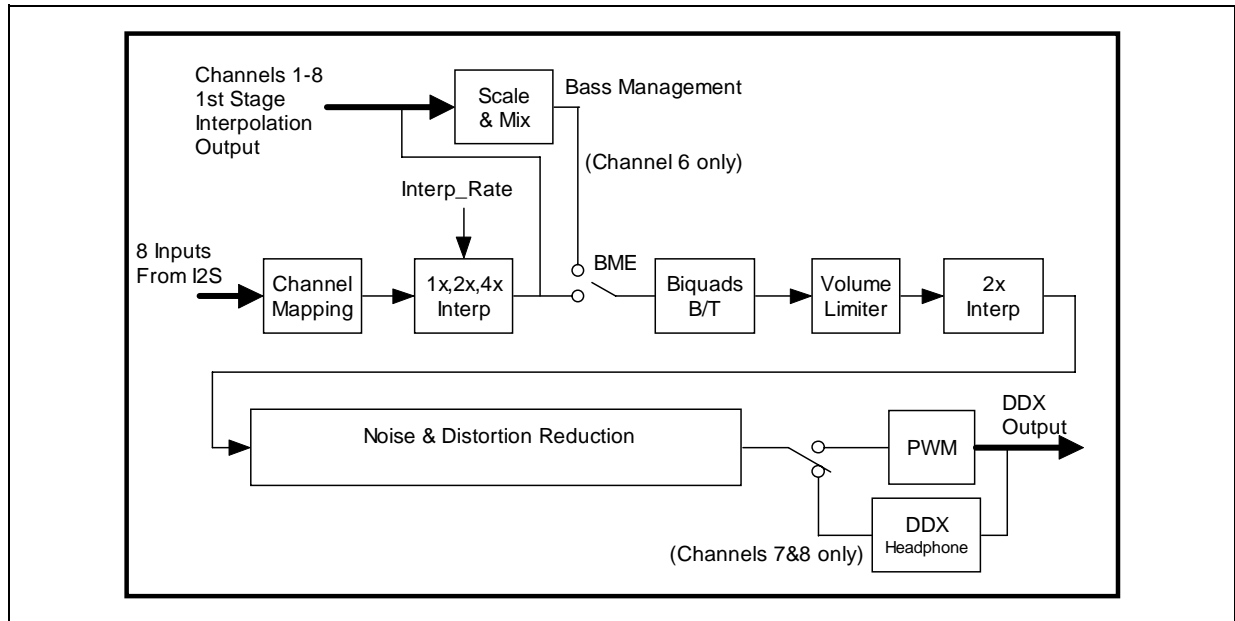 Channels 1-8
1st Stage
Interpolation
Output
Scale
& Mix
Bass Management
(Channel 6 only)
Interp_Rate
8 Inputs
From I2S
Channel
Mapping
1x,2x,4x
Interp
BME
Biquads
B/T
Volume
Limiter
2x
Interp
Noise & Distortion Reduction
PWM
DDX
Output
DDX
Headphone
(Channels 7&8 only)